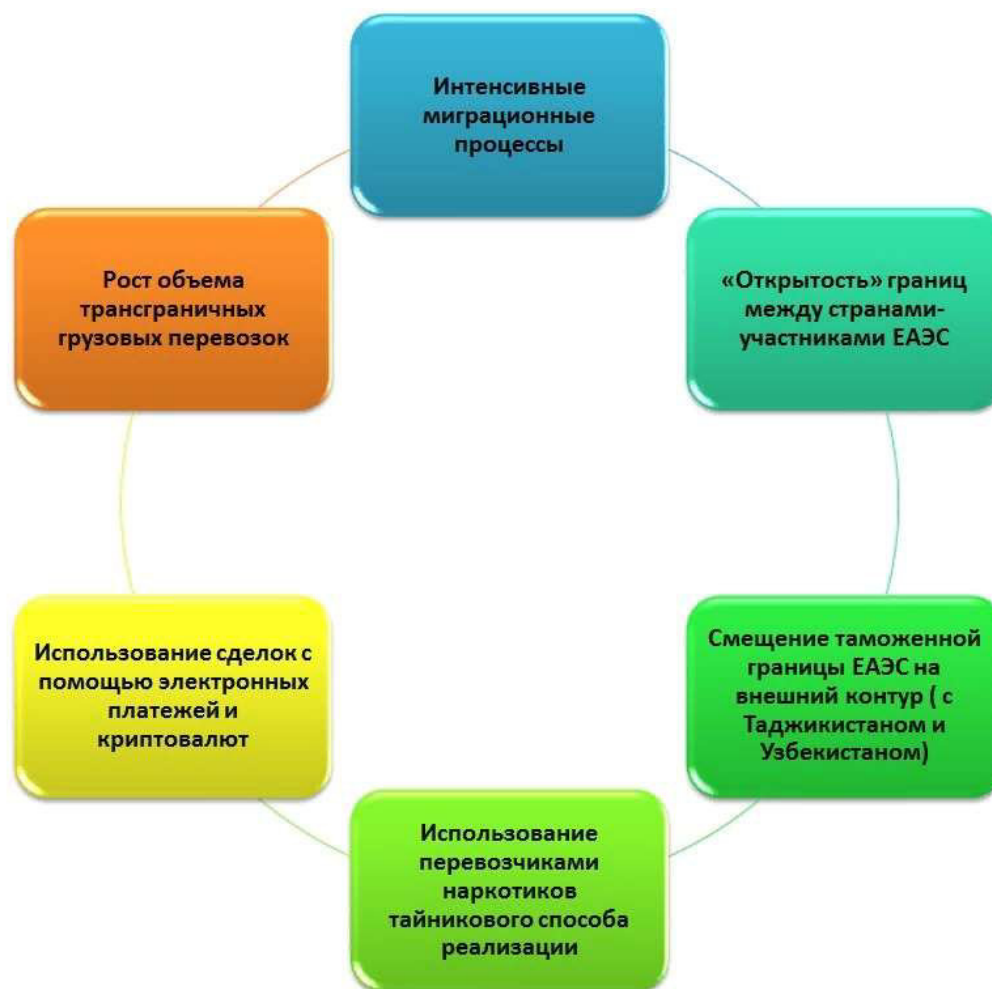 Интенсивные
миграционные
процессы
«Открытость» границ
между странами-
участниками ЕАЭС
Смещение таможенной
границы ЕАЭС на
внешний контур ( с
Таджикистаном и
Узбекистаном)
Использование
перевозчиками
наркотиков
тайникового способа
реализации
Использование сделок с
помощью электронных
платежей и
криптовалют
Рост объема
трансграничных
грузовых перевозок